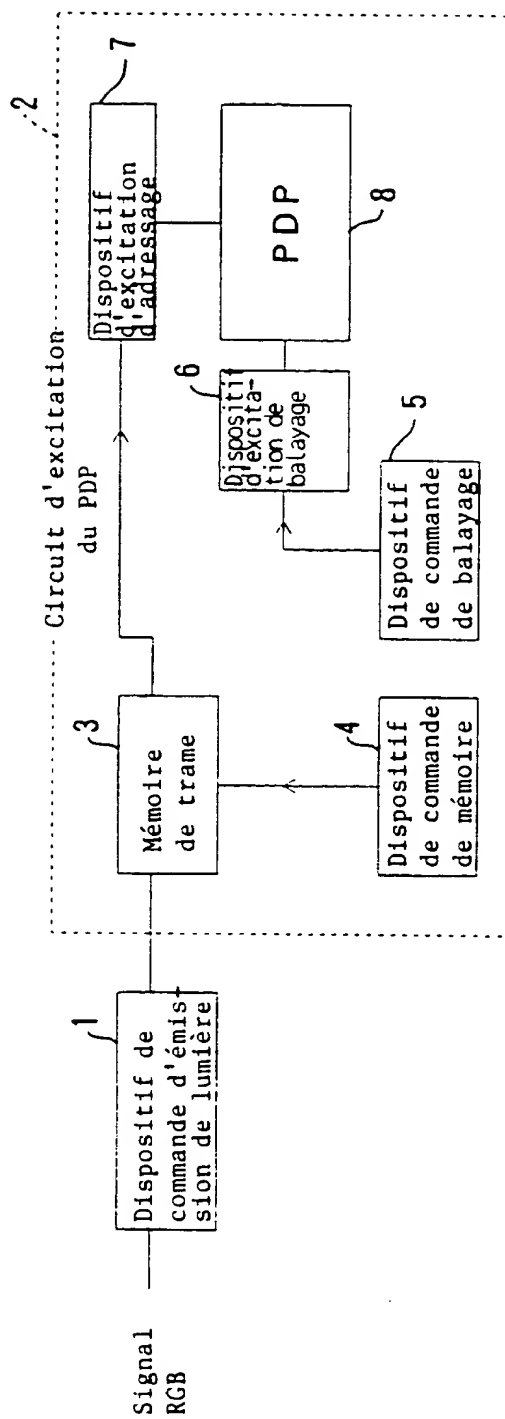 Signal
RGB
1
Dispositif de
commande d'émis-
sion de lumière
Circuit d'excitation
du PDP
2
3
Mémoire
de trame
4
Dispositif
de commande
de mémoire
5
Dispositif
de commande
de balayage
6
Dispositif
d'excita-
tion de
balayage
7
Dispositif
d'excitation
d'adressage
PDP
8